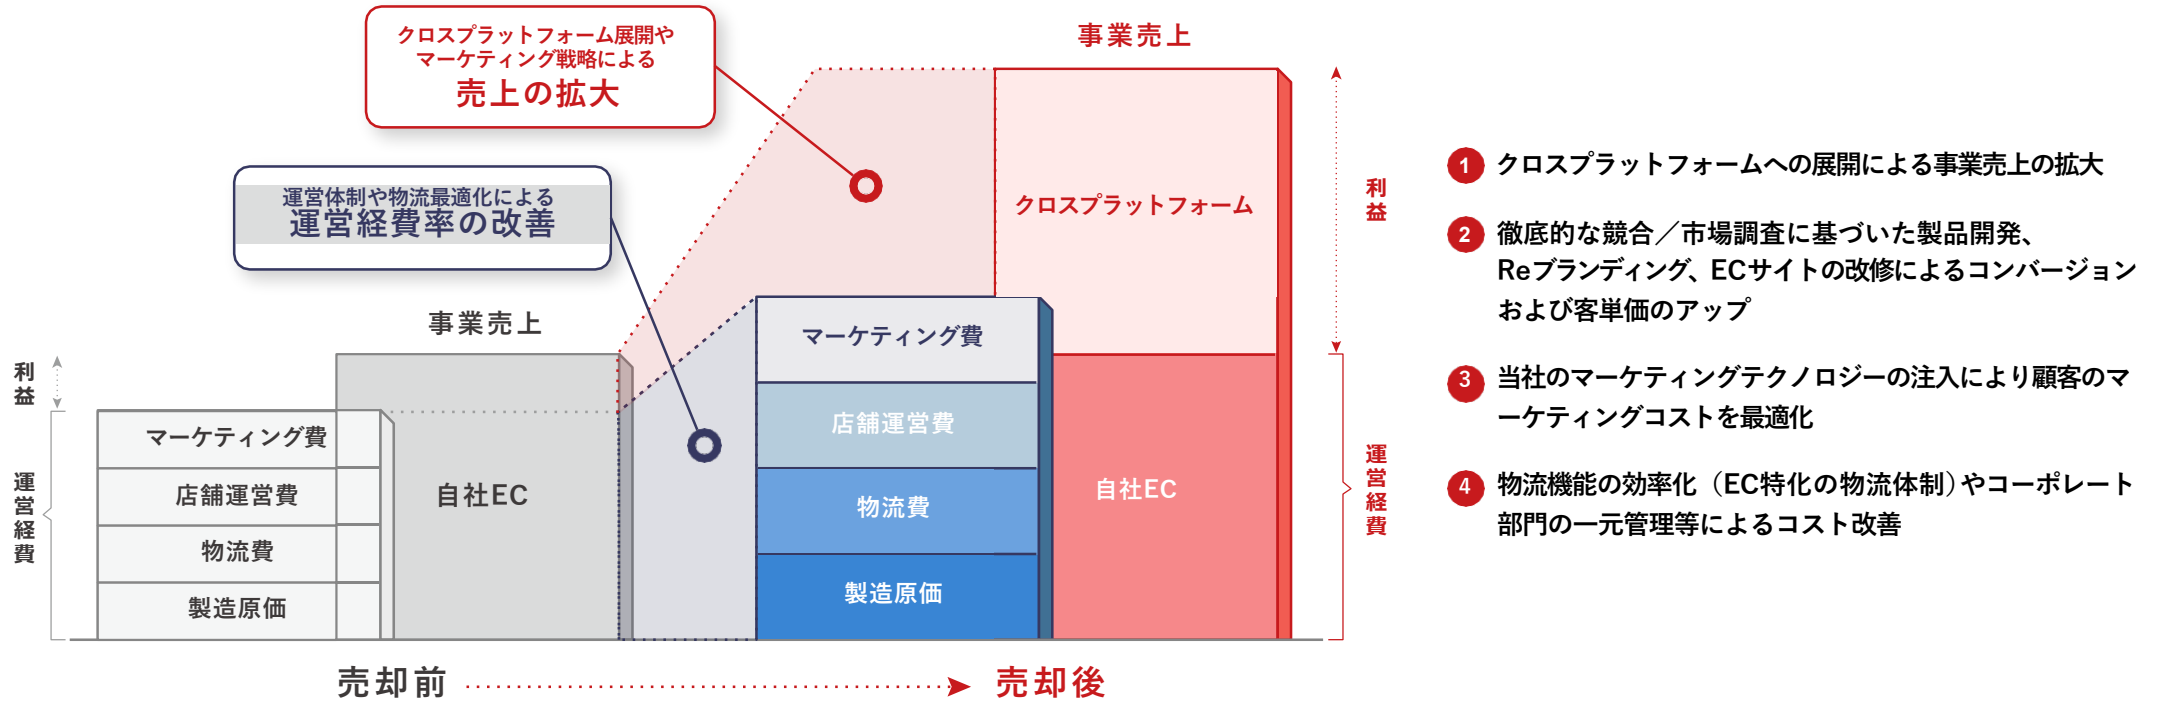 クロスプラットフォーム展開や
マーケティング戦略による
売上の拡大
運営体制や物流最適化による
運営経費率の改善
事業売上
利益
運営経費
マーケティング費
店舗運営費
物流費
製造原価
自社EC
売却前
事業売上
クロスプラットフォーム
マーケティング費
店舗運営費
物流費
製造原価
自社EC
利益
運営経費
売却後
1 クロスプラットフォームへの展開による事業売上の拡大
2 徹底的な競合／市場調査に基づいた製品開発、
Reブランディング、ECサイトの改修によるコンバージョン
および客単価のアップ
3 当社のマーケティングテクノロジーの注入により顧客のマ
ーケティングコストを最適化
4 物流機能の効率化（EC特化の物流体制）やコーポレート
部門の一元管理等によるコスト改善